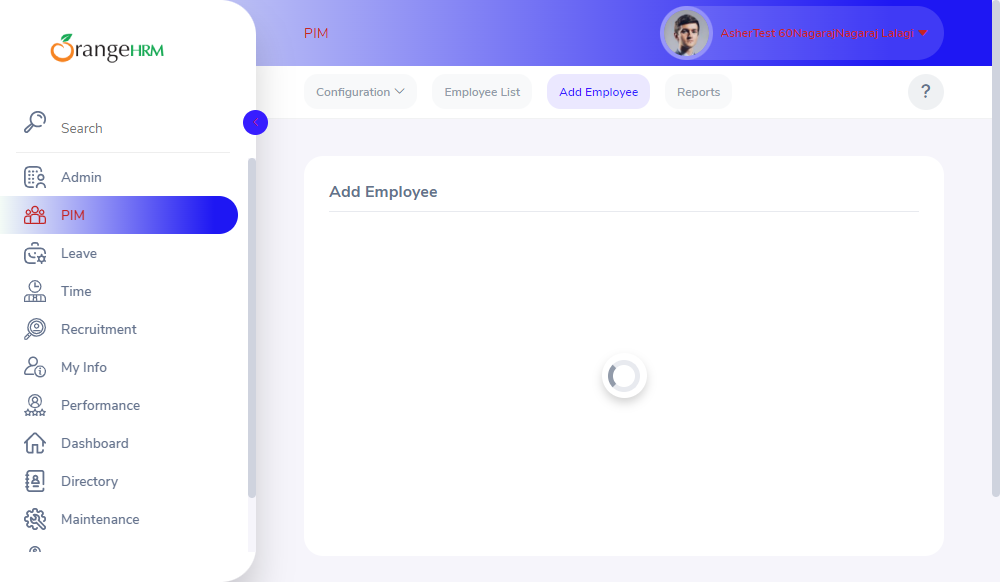 OrangeHRM
Search
Admin
PIM
Leave
Time
Recruitment
My Info
Performance
Dashboard
Directory
Maintenance
PIM
AsherTest 60NagarajNagaraj Lalagi
Configuration
Employee List
Add Employee
Reports
?
Add Employee